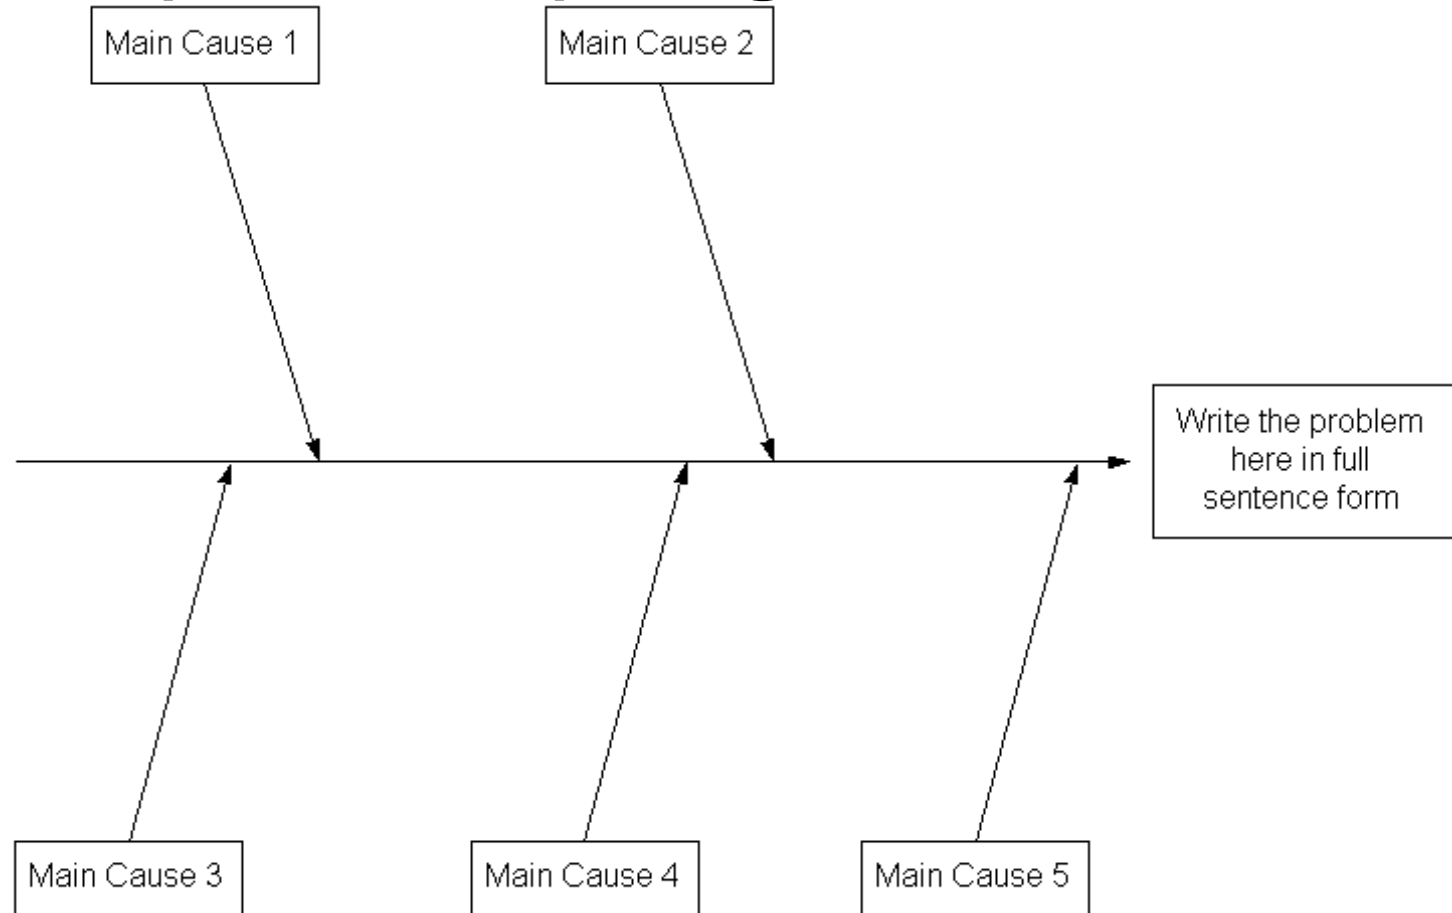 Main Cause 1
Main Cause 2
Write the problem
here in full
sentence form
Main Cause 3
Main Cause 4
Main Cause 5